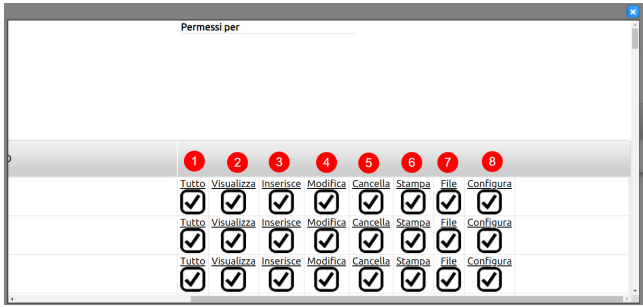 Permessi per
1 2 3 4 5 6 7 8
Tutto Visualizza Inserisce Modifica Cancella Stampa File Configura
Tutto Visualizza Inserisce Modifica Cancella Stampa File Configura
Tutto Visualizza Inserisce Modifica Cancella Stampa File Configura